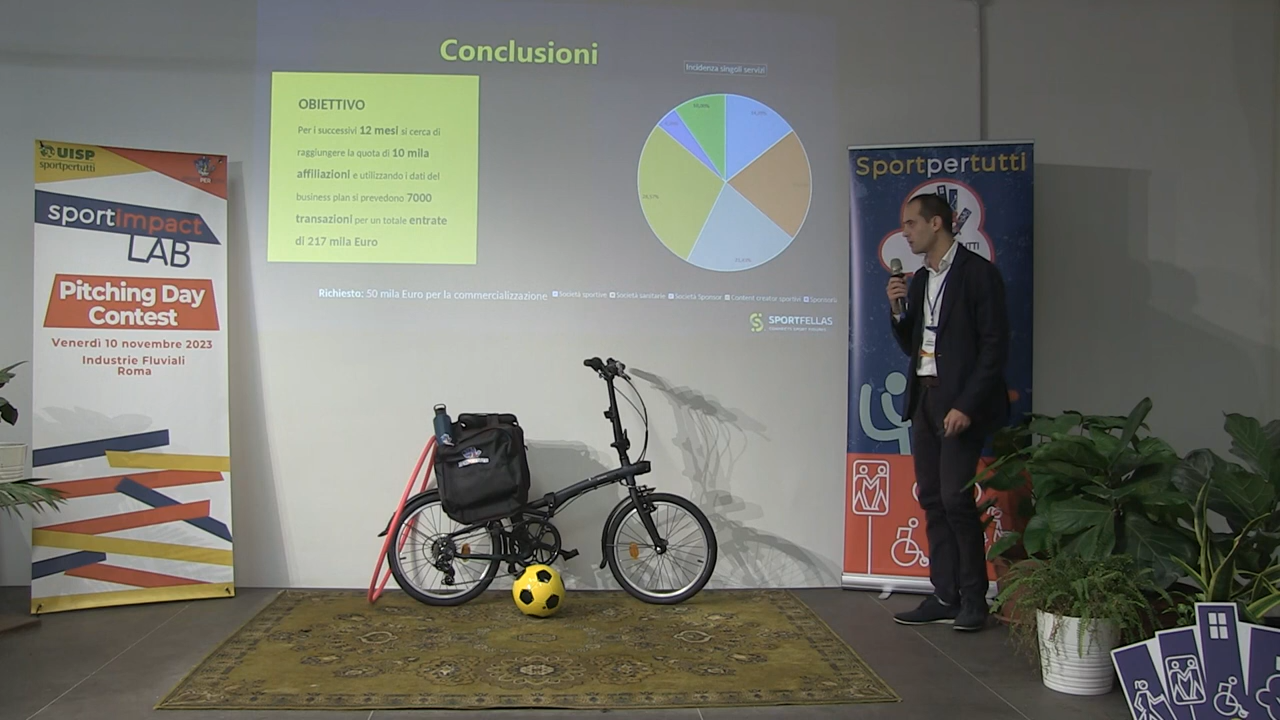 Conclusioni
Incidenza singoli servizi
OBIETTIVO
Per i successivi 12 mesi si cerca di
raggiungere la quota di 10 mila
affiliazioni e utilizzando i dati del
business plan si prevedono 7000
transazioni per un totale entrate
di 217 mila Euro
Richiesto: 50 mila Euro per la commercializzazione
Società sportive Società sanitarie Società Sponsor Content creator sportivi
SPORTFELLAS
UISP
sportpertutti
sportimpact
LAB
Pitching Day
Contest
Venerdì 10 novembre 2023
Industrie Fluviali
Roma
Sportpertutti